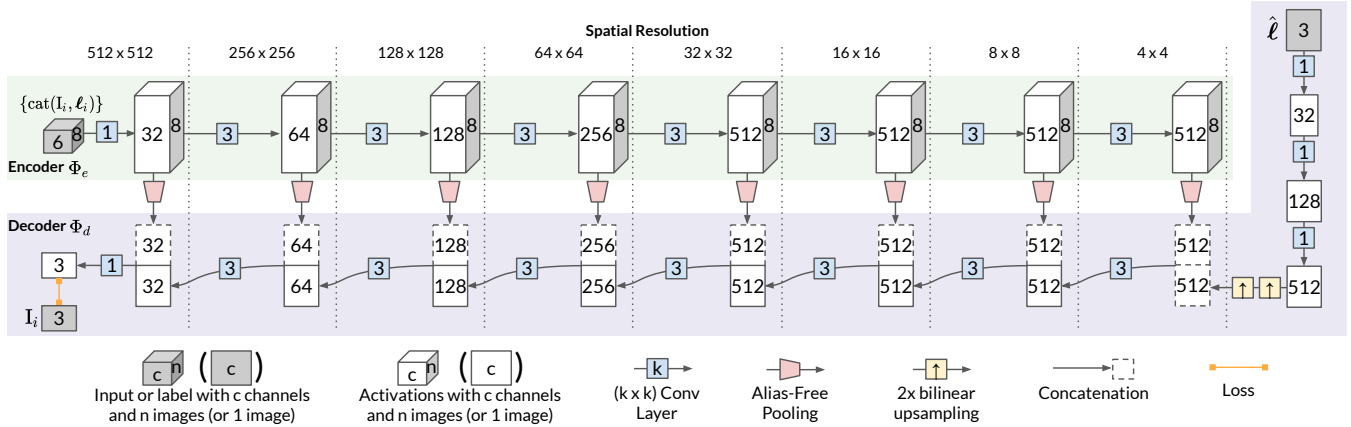 Spatial Resolution
512 x 512 256 x 256 128 x 128 64 x 64 32 x 32 16 x 16 8 x 8 4 x 4
ℓ̂ 3
1
{cat(I_i, ℓ_i)}
6 8 1 32 8 3 64 8 3 128 8 3 256 8 3 512 8 3 512 8 3 512 8 3 512 8
32
1
Encoder Φ_e
128
Decoder Φ_d
32 64 128 256 512 512 512 512
1
3 1 32 3 64 3 128 3 256 3 512 3 512 3 512 3 512 ↑ ↑ 512
I_i 3
c n ( c )
Input or label with c channels
and n images (or 1 image)
c n ( c )
Activations with c channels
and n images (or 1 image)
k
(k x k) Conv
Layer
Alias-Free
Pooling
↑
2x bilinear
upsampling
Concatenation
Loss